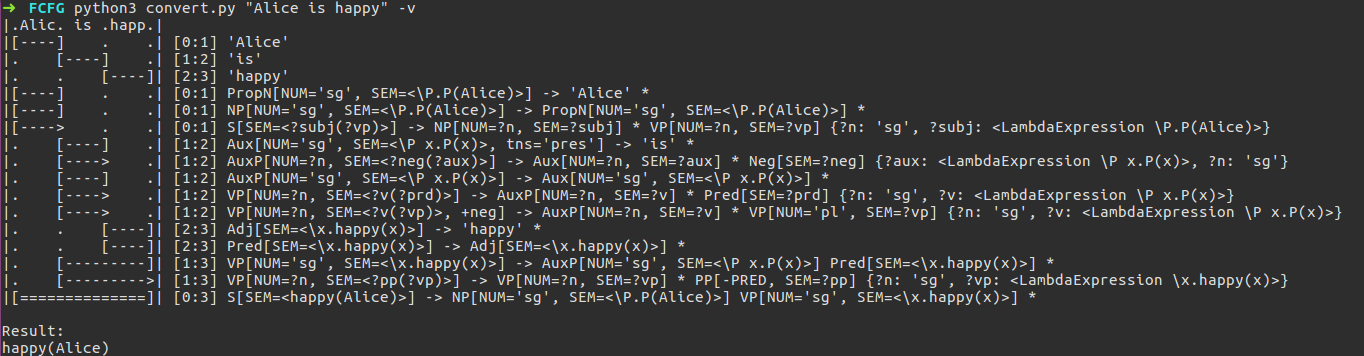 ➜  FCFG python3 convert.py "Alice is happy" -v
|.Alic. is .happ.|
|[----]    .    .| [0:1] 'Alice'
|.    [----]    .| [1:2] 'is'
|.    .    [----]| [2:3] 'happy'
|[----]    .    .| [0:1] PropN[NUM='sg', SEM=<\P.P(Alice)>] -> 'Alice' *
|[----]    .    .| [0:1] NP[NUM='sg', SEM=<\P.P(Alice)>] -> PropN[NUM='sg', SEM=<\P.P(Alice)>] *
|[---->    .    .| [0:1] S[SEM=<?subj(?vp)>] -> NP[NUM=?n, SEM=?subj] * VP[NUM=?n, SEM=?vp] {?n: 'sg', ?subj: <LambdaExpression \P.P(Alice)>}
|.    [----]    .| [1:2] Aux[NUM='sg', SEM=<\P x.P(x)>, tns='pres'] -> 'is' *
|.    [---->    .| [1:2] AuxP[NUM=?n, SEM=<?neg(?aux)>] -> Aux[NUM=?n, SEM=?aux] * Neg[SEM=?neg] {?aux: <LambdaExpression \P x.P(x)>, ?n: 'sg'}
|.    [----]    .| [1:2] AuxP[NUM='sg', SEM=<\P x.P(x)>] -> Aux[NUM='sg', SEM=<\P x.P(x)>] *
|.    [---->    .| [1:2] VP[NUM=?n, SEM=<?v(?prd)>] -> AuxP[NUM=?n, SEM=?v] * Pred[SEM=?prd] {?n: 'sg', ?v: <LambdaExpression \P x.P(x)>}
|.    [---->    .| [1:2] VP[NUM=?n, SEM=<?v(?vp)>, +neg] -> AuxP[NUM=?n, SEM=?v] * VP[NUM='pl', SEM=?vp] {?n: 'sg', ?v: <LambdaExpression \P x.P(x)>}
|.    .    [----]| [2:3] Adj[SEM=<\x.happy(x)>] -> 'happy' *
|.    .    [----]| [2:3] Pred[SEM=<\x.happy(x)>] -> Adj[SEM=<\x.happy(x)>] *
|.    [---------]| [1:3] VP[NUM='sg', SEM=<\x.happy(x)>] -> AuxP[NUM='sg', SEM=<\P x.P(x)>] Pred[SEM=<\x.happy(x)>] *
|.    [--------->| [1:3] VP[NUM=?n, SEM=<?pp(?vp)>] -> VP[NUM=?n, SEM=?vp] * PP[-PRED, SEM=?pp] {?n: 'sg', ?vp: <LambdaExpression \x.happy(x)>}
|[==============]| [0:3] S[SEM=<happy(Alice)>] -> NP[NUM='sg', SEM=<\P.P(Alice)>] VP[NUM='sg', SEM=<\x.happy(x)>] *
Result:
happy(Alice)